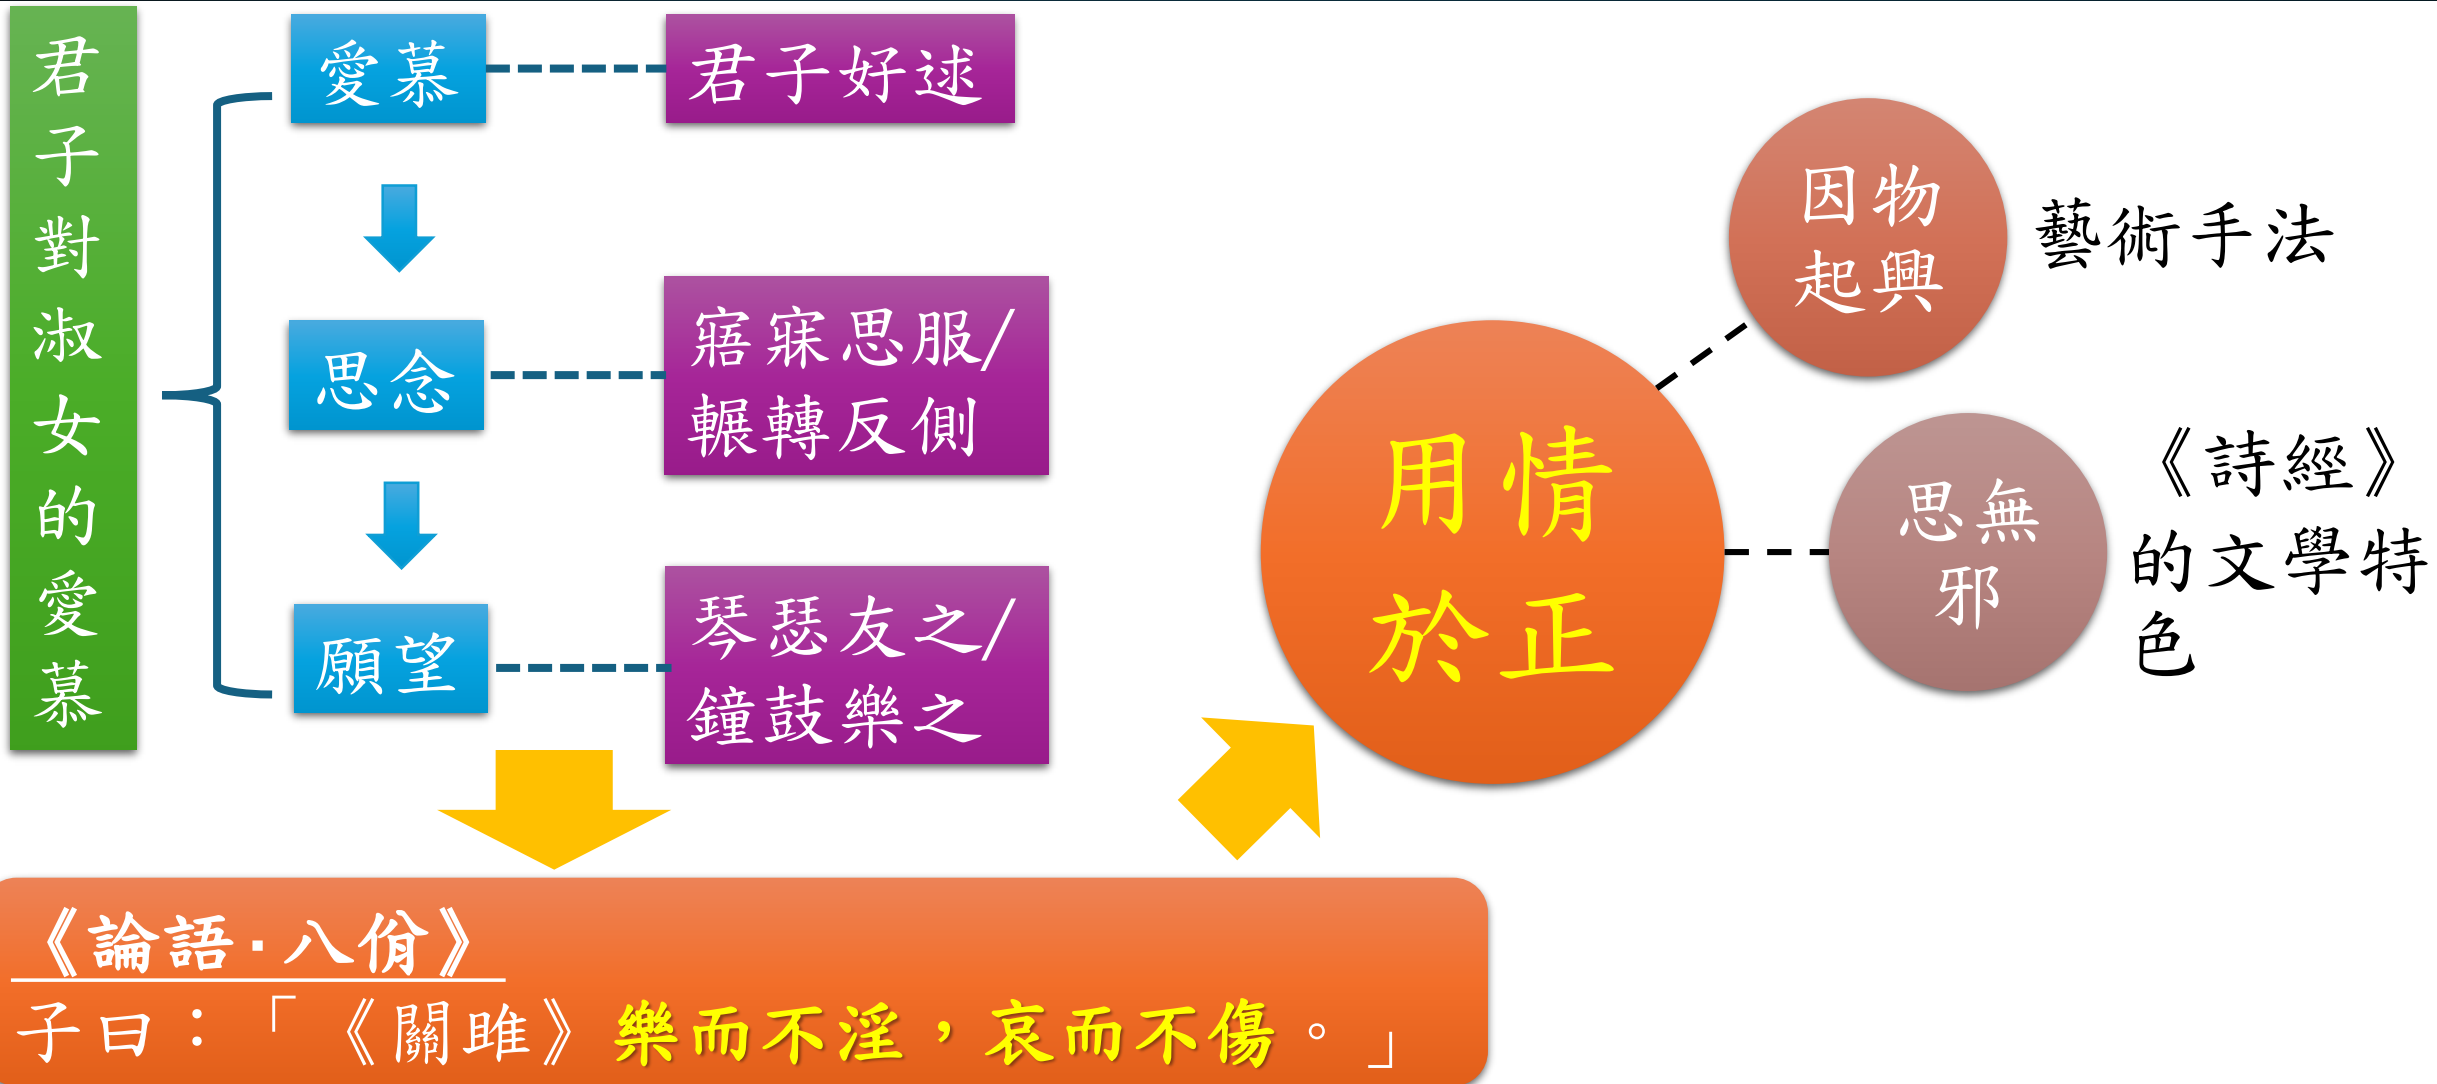 君子對淑女的愛慕
愛慕
君子好逑
思念
寤寐思服/
輾轉反側
願望
琴瑟友之/
鐘鼓樂之
《論語·八佾》
子曰：「《關雎》樂而不淫，哀而不傷。」
用情
於正
因物
起興
藝術手法
思無
邪
《詩經》
的文學特
色